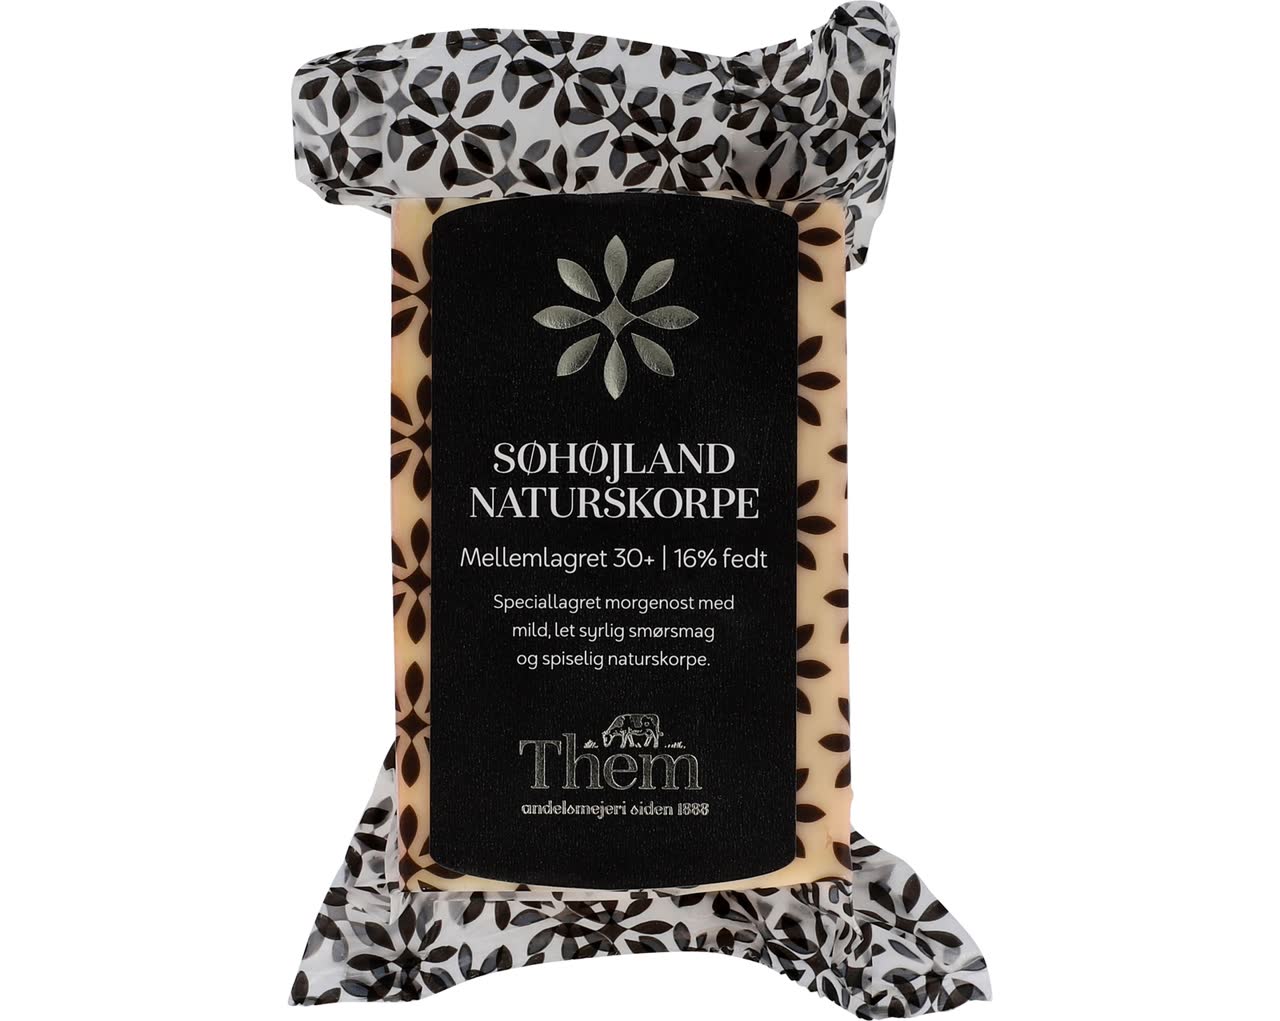 SØHØJLAND
NATURSKORPE
Mellemlagret 30+ | 16% fedt
Speciallagret morgenost med
mild, let syrlig smørsmag
og spiselig naturskorpe.
Them
andelsmejeri siden 1888